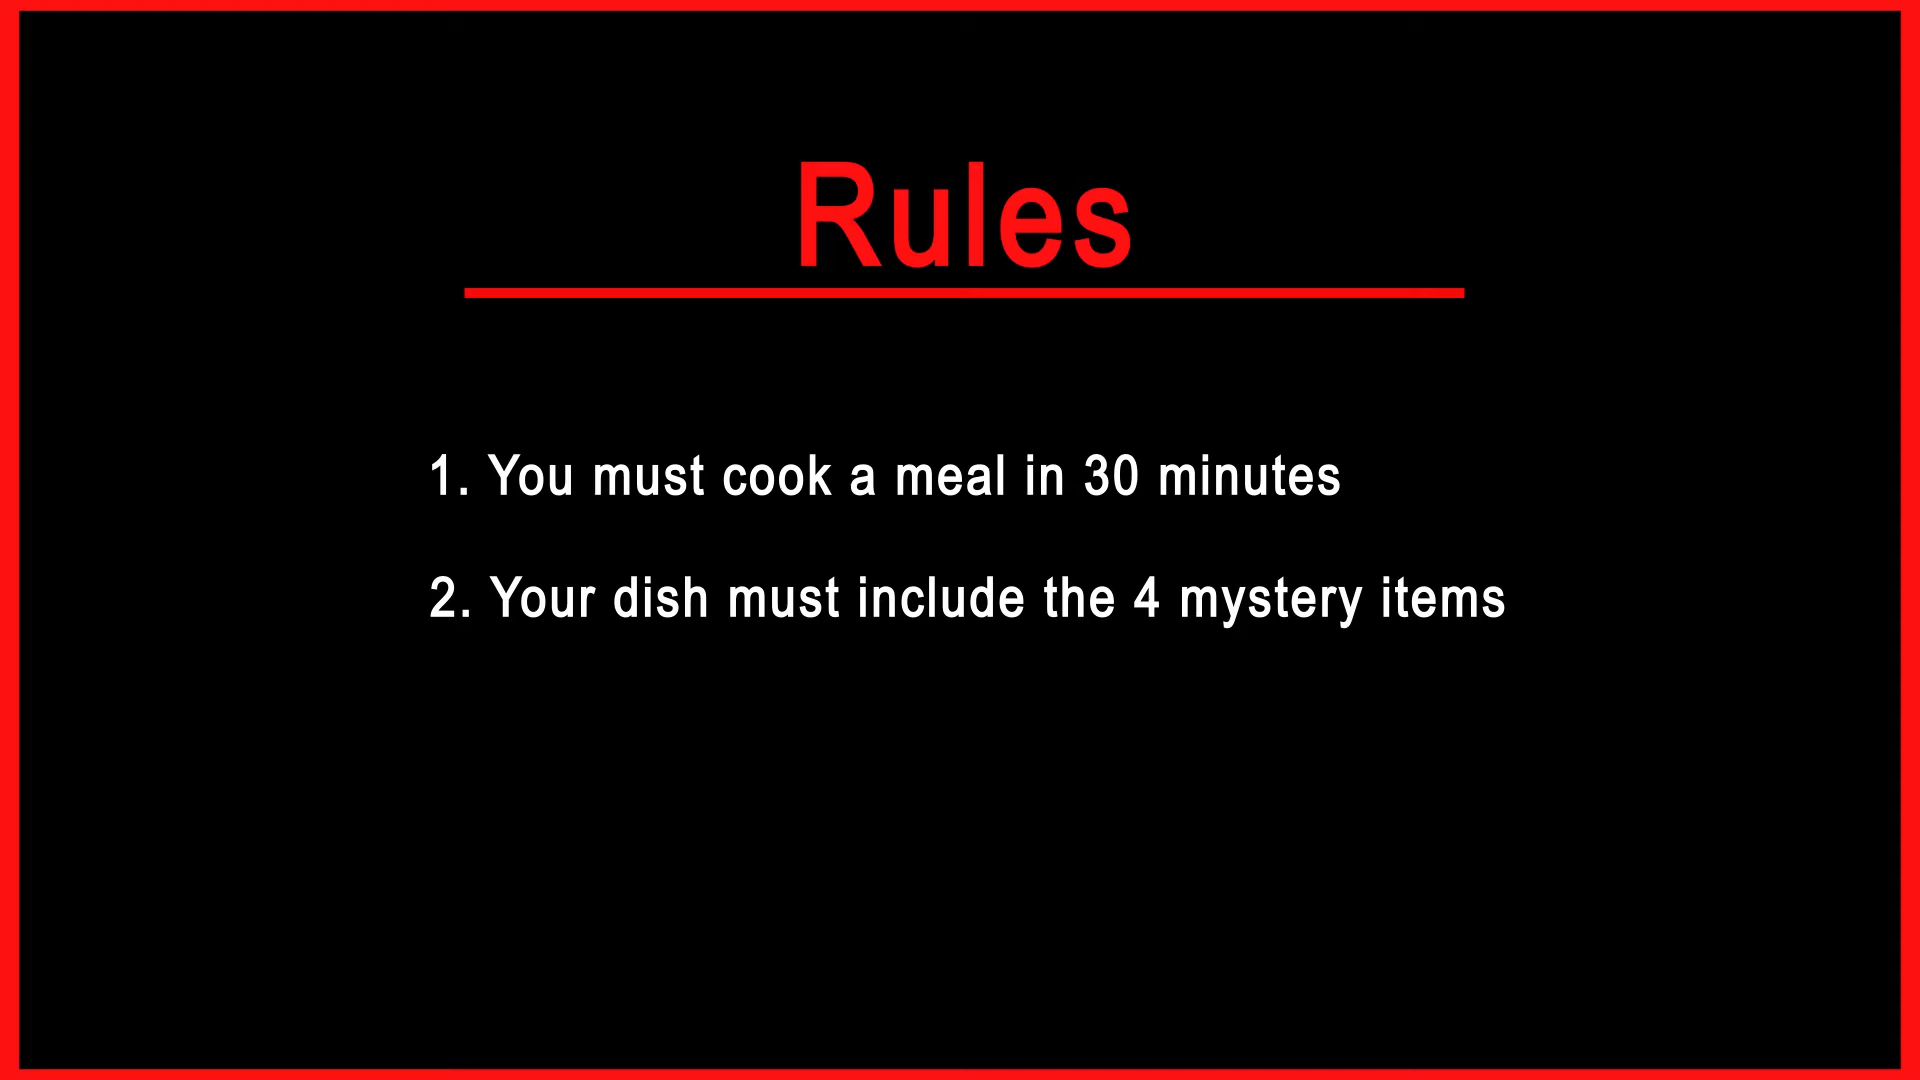 Rules
1. You must cook a meal in 30 minutes
2. Your dish must include the 4 mystery items